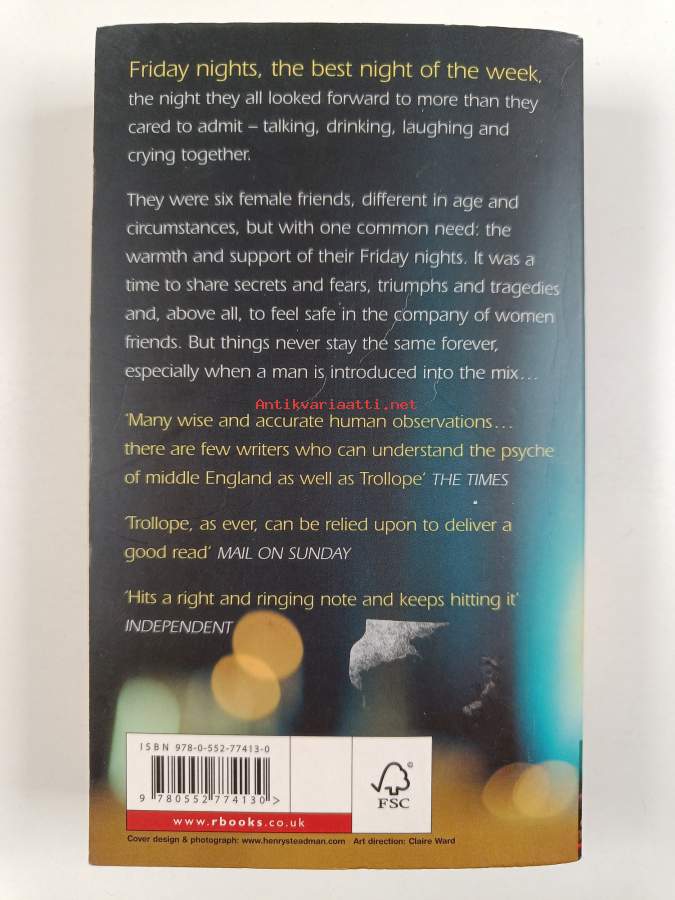 Friday nights, the best night of the week,
the night they all looked forward to more than they
cared to admit – talking, drinking, laughing and
crying together.
They were six female friends, different in age and
circumstances, but with one common need: the
warmth and support of their Friday nights. It was a
time to share secrets and fears, triumphs and tragedies
and, above all, to feel safe in the company of women
friends. But things never stay the same forever,
especially when a man is introduced into the mix...
Antikvariaatti.net
'Many wise and accurate human observations...
there are few writers who can understand the psyche
of middle England as well as Trollope' THE TIMES
'Trollope, as ever, can be relied upon to deliver a
good read' MAIL ON SUNDAY
'Hits a right and ringing note and keeps hitting it'
INDEPENDENT
ISBN 978-0-552-77413-0
9 780552 774130 >
FSC
www.rbooks.co.uk
Cover design & photograph: www.henrysteadman.com Art direction: Claire Ward